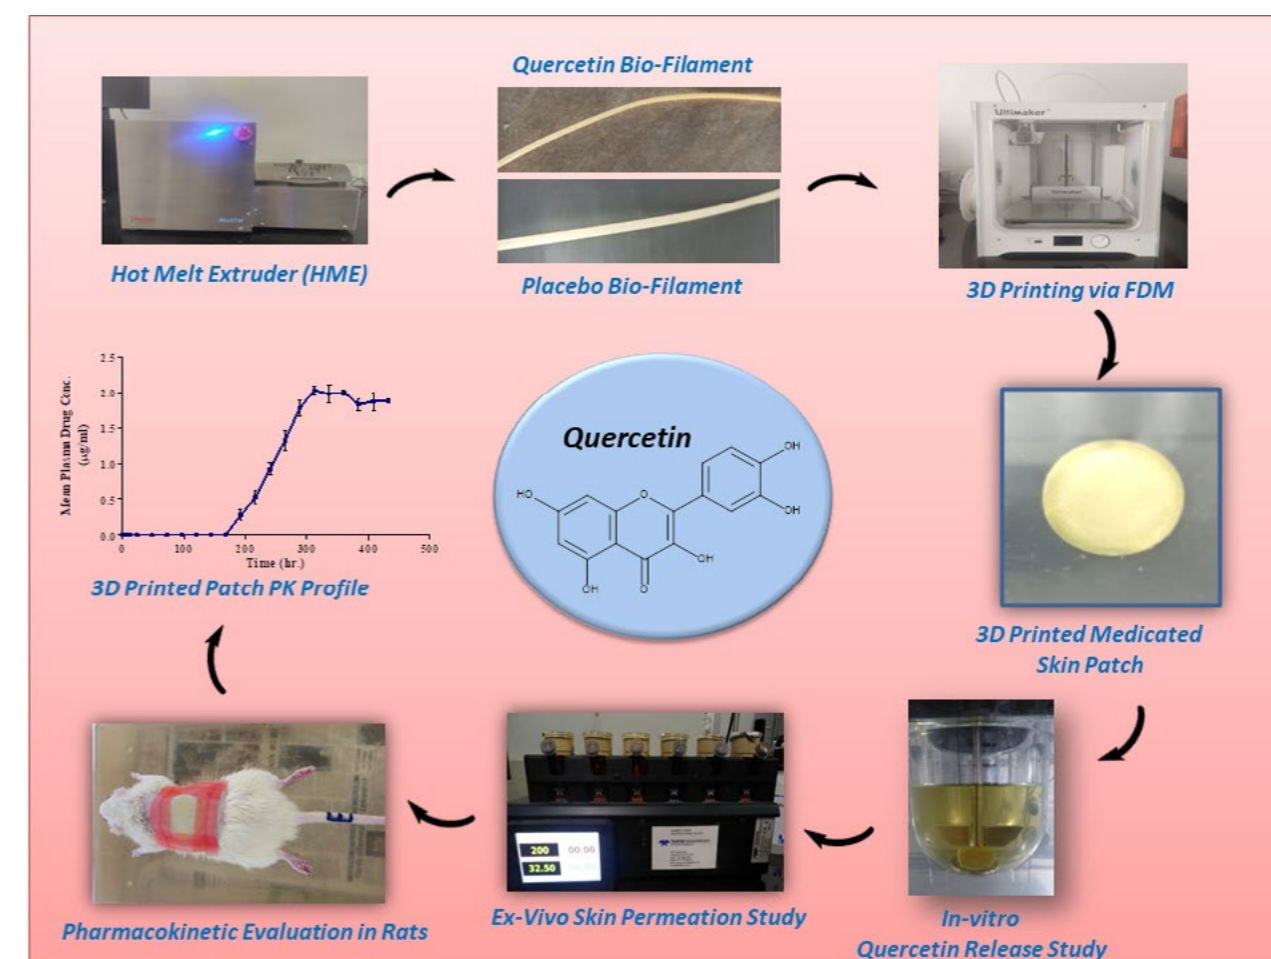 Quercetin Bio-Filament
Ultimaker
Hot Melt Extruder (HME)
Placebo Bio-Filament
3D Printing via FDM
Mean Plasma Drug Conc.
(µg/ml)
2.5
2.0
1.5
1.0
0.5
0.0
0 100 200 300 400 500
Time (hr.)
3D Printed Patch PK Profile
Quercetin
HO
O
OH
OH
OH
OH
O
3D Printed Medicated
Skin Patch
200 00:00
32.50
E
Pharmacokinetic Evaluation in Rats
Ex-Vivo Skin Permeation Study
In-vitro
Quercetin Release Study